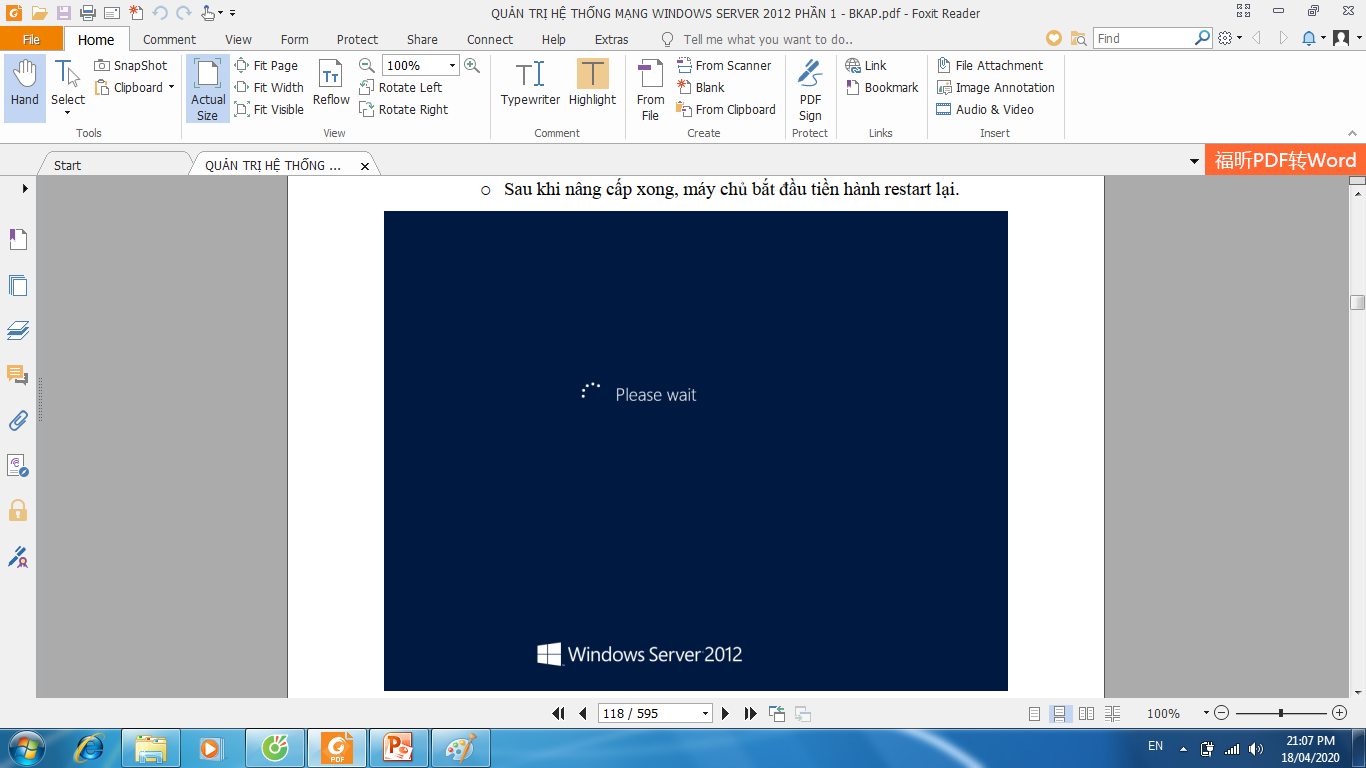 QUẢN TRỊ HỆ THỐNG MẠNG WINDOWS SERVER 2012 PHẦN 1 - BKAP.pdf - Foxit Reader
File Home Comment View Form Protect Share Connect Help Extras Tell me what you want to do.. Find
Hand
Select
SnapShot
Clipboard
Tools
Actual
Size
Fit Page
Fit Width
Fit Visible
Reflow
100%
Rotate Left
Rotate Right
View
Typewriter
Highlight
Comment
From
File
From Scanner
Blank
From Clipboard
Create
PDF
Sign
Protect
Link
Bookmark
Links
File Attachment
Image Annotation
Audio & Video
Insert
Start
QUẢN TRỊ HỆ THỐNG ...
福昕PDF转Word
o Sau khi nâng cấp xong, máy chủ bắt đầu tiền hành restart lại.
Please wait
Windows Server 2012
118 / 595
100%
PDF
EN
21:07 PM
18/04/2020